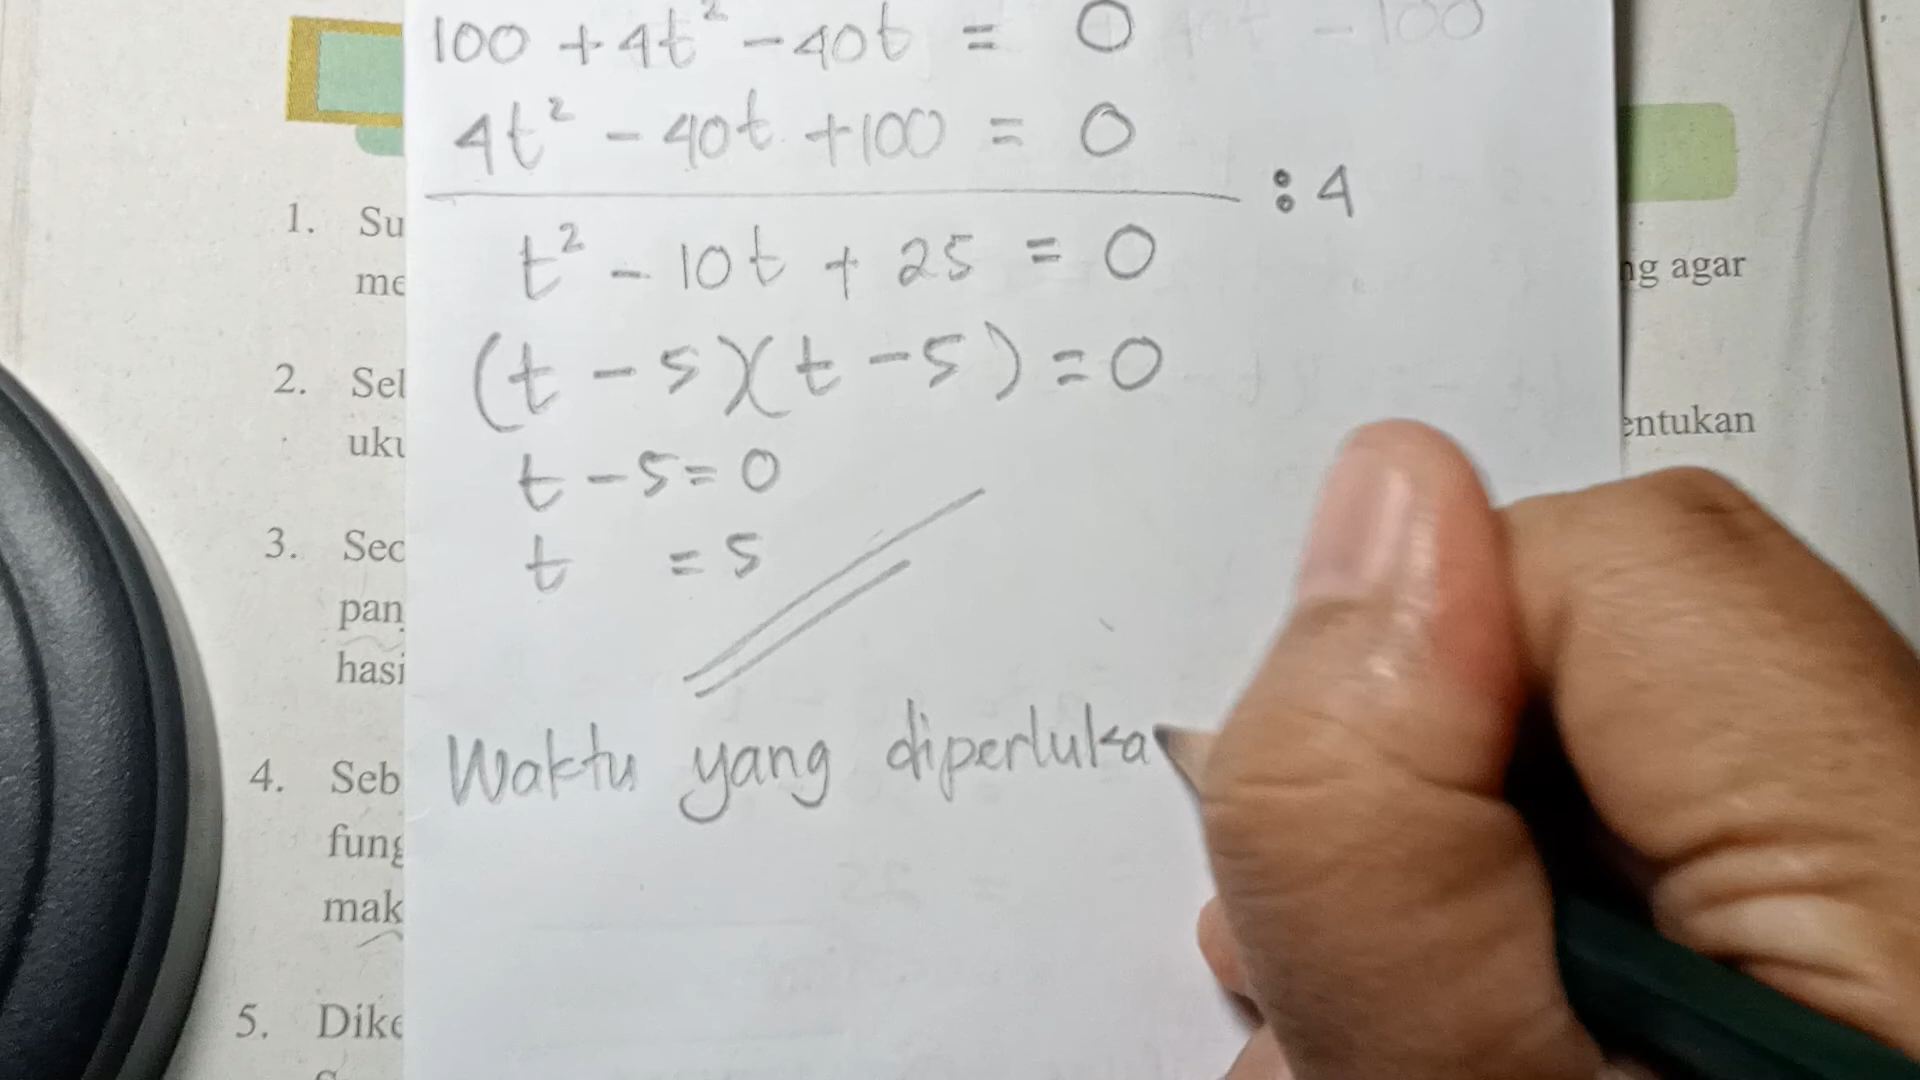 100 + 4t² - 40t = 0
4t² - 40t + 100 = 0
: 4
t² - 10t + 25 = 0
(t - 5)(t - 5) = 0
t - 5 = 0
t = 5
Waktu yang diperluka
1. Su
me
ng agar
2. Sel
uku
entukan
3. Sec
pan
hasi
4. Seb
fung
mak
5. Dike